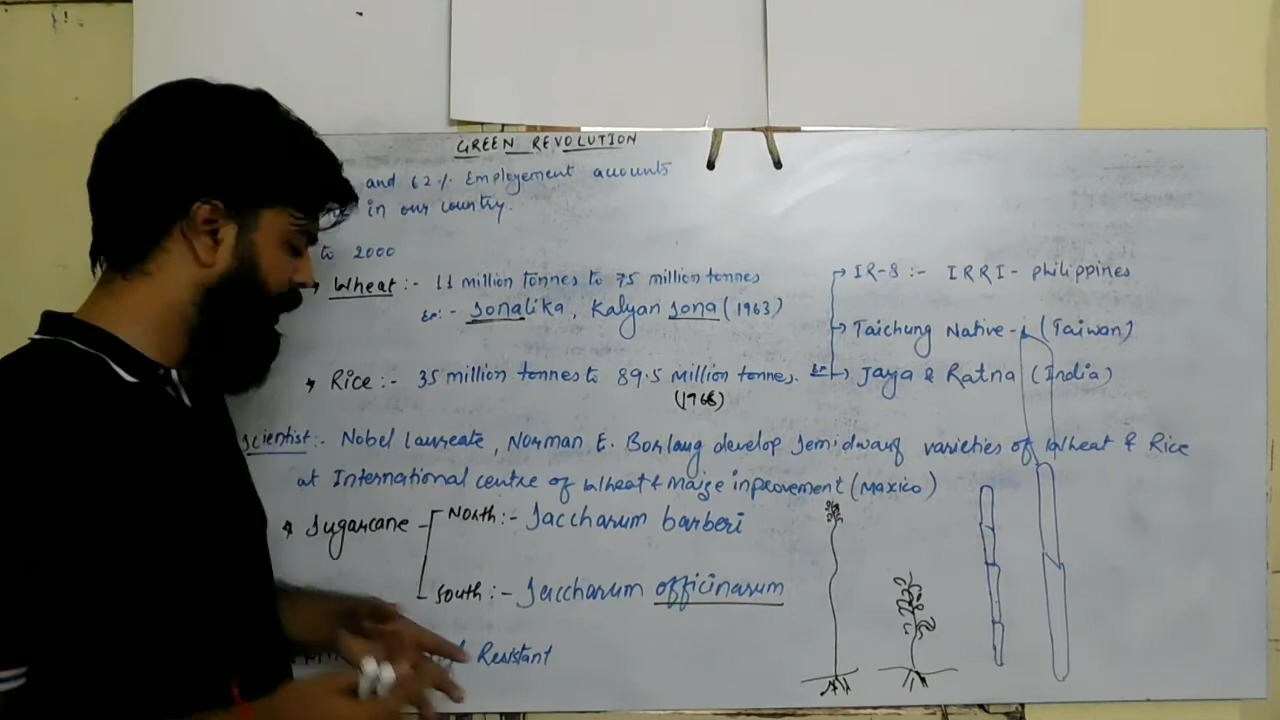 GREEN REVOLUTION
and 62% Employement accounts
in our country.
to 2000
Wheat :- 11 million tonnes to 75 million tonnes
Ex:- Sonalika, Kalyan Sona (1963)
IR-8 :- IRRI - philippines
Taichung Native-1 (Taiwan)
Rice :- 35 million tonnes to 89.5 Million tonnes. Ex Jaya & Ratna (India)
(1966)
Scientist:- Nobel laureate, Norman E. Borlaug develop Semidwarf varieties of Wheat & Rice
at International centre of Wheat & Maize inprovement (Maxico)
Sugarcane North :- Saccharum barberi
South :- Saccharum officinarum
Resistant